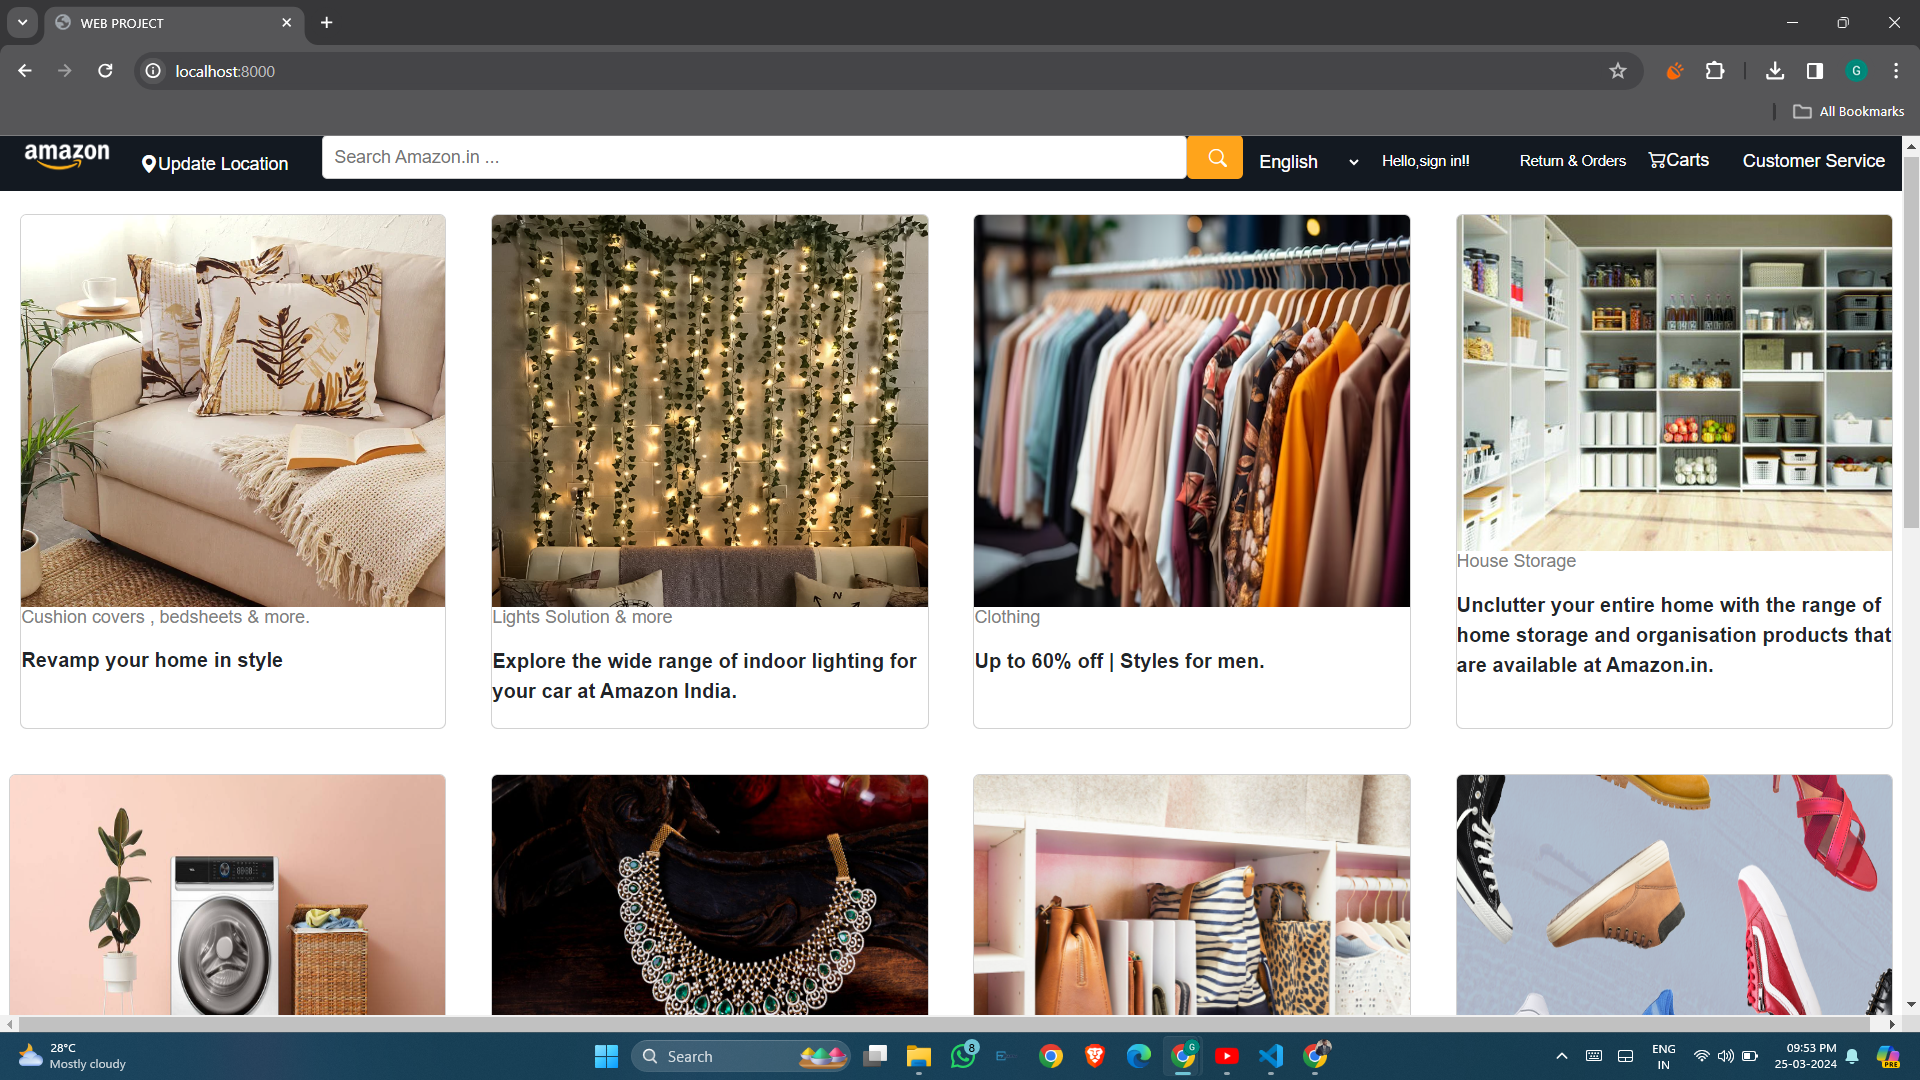 WEB PROJECT
localhost:8000
G
All Bookmarks
amazon
Update Location
Search Amazon.in ...
English
Hello,sign in!!
Return & Orders
Carts
Customer Service
N
Cushion covers , bedsheets & more.
Revamp your home in style
Lights Solution & more
Explore the wide range of indoor lighting for
your car at Amazon India.
Clothing
Up to 60% off | Styles for men.
House Storage
Unclutter your entire home with the range of
home storage and organisation products that
are available at Amazon.in.
28°C
Mostly cloudy
Search
8
G
ENG
IN
09:53 PM
25-03-2024
PRE